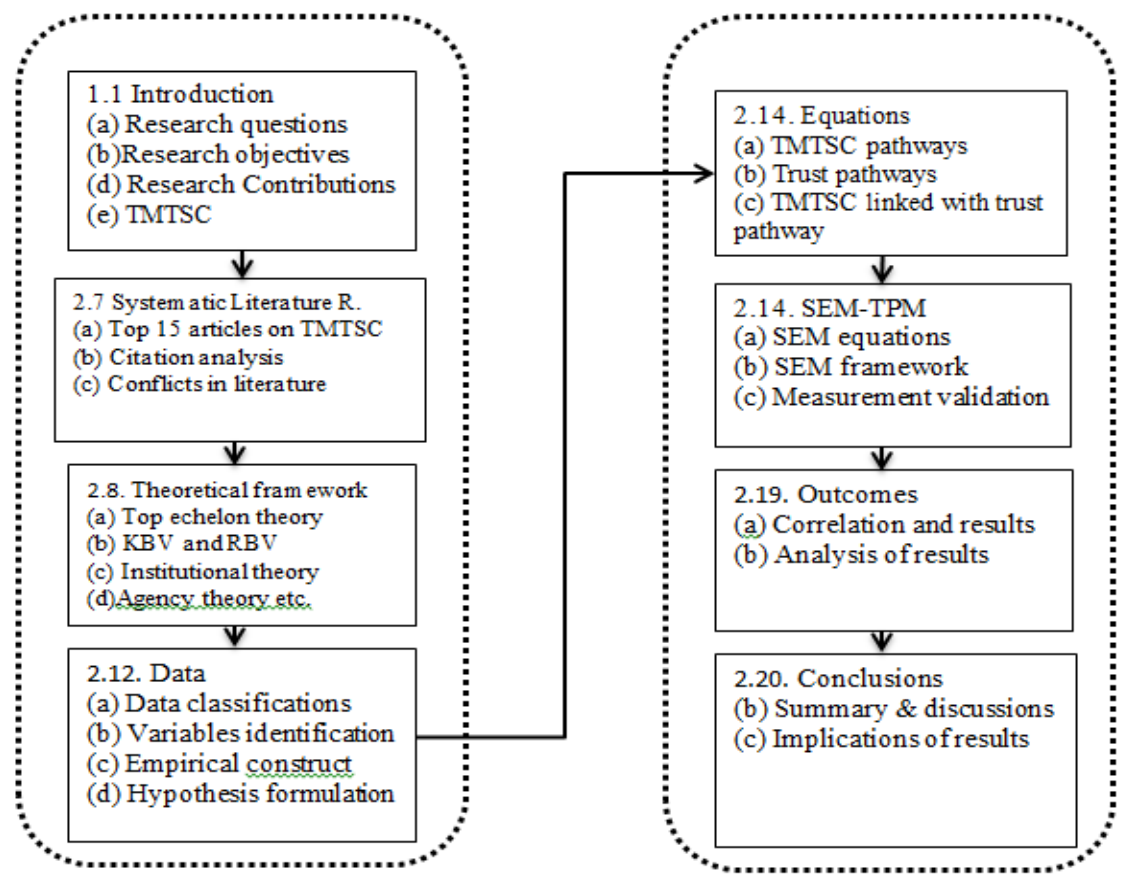 1.1 Introduction
(a) Research questions
(b)Research objectives
(d) Research Contributions
(e) TMTSC
2.7 Systematic Literature R.
(a) Top 15 articles on TMTSC
(b) Citation analysis
(c) Conflicts in literature
2.8. Theoretical framework
(a) Top echelon theory
(b) KBV and RBV
(c) Institutional theory
(d)Agency theory etc.
2.12. Data
(a) Data classifications
(b) Variables identification
(c) Empirical construct
(d) Hypothesis formulation
2.14. Equations
(a) TMTSC pathways
(b) Trust pathways
(c) TMTSC linked with trust
pathway
2.14. SEM-TPM
(a) SEM equations
(b) SEM framework
(c) Measurement validation
2.19. Outcomes
(a) Correlation and results
(b) Analysis of results
2.20. Conclusions
(b) Summary & discussions
(c) Implications of results